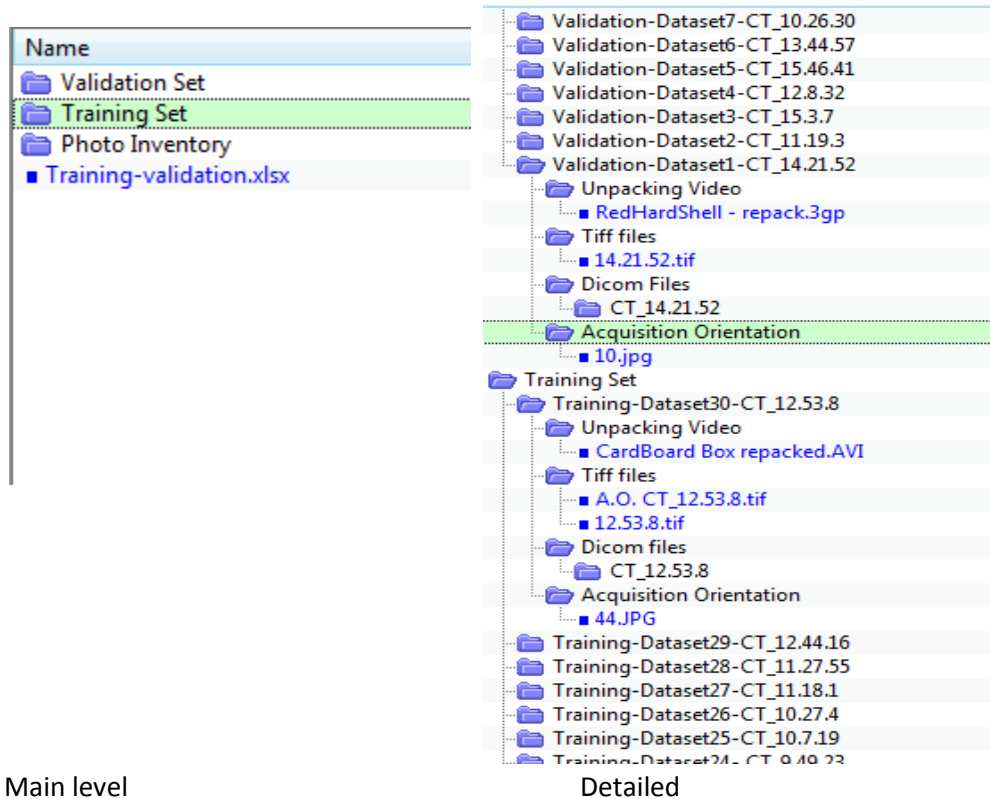 Name
Validation Set
Training Set
Photo Inventory
Training-validation.xlsx
Validation-Dataset7-CT_10.26.30
Validation-Dataset6-CT_13.44.57
Validation-Dataset5-CT_15.46.41
Validation-Dataset4-CT_12.8.32
Validation-Dataset3-CT_15.3.7
Validation-Dataset2-CT_11.19.3
Validation-Dataset1-CT_14.21.52
Unpacking Video
RedHardShell - repack.3gp
Tiff files
14.21.52.tif
Dicom Files
CT_14.21.52
Acquisition Orientation
10.jpg
Training Set
Training-Dataset30-CT_12.53.8
Unpacking Video
CardBoard Box repacked.AVI
Tiff files
A.O. CT_12.53.8.tif
12.53.8.tif
Dicom files
CT_12.53.8
Acquisition Orientation
44.JPG
Training-Dataset29-CT_12.44.16
Training-Dataset28-CT_11.27.55
Training-Dataset27-CT_11.18.1
Training-Dataset26-CT_10.27.4
Training-Dataset25-CT_10.7.19
Training-Dataset24- CT_9.49.23
Main level
Detailed